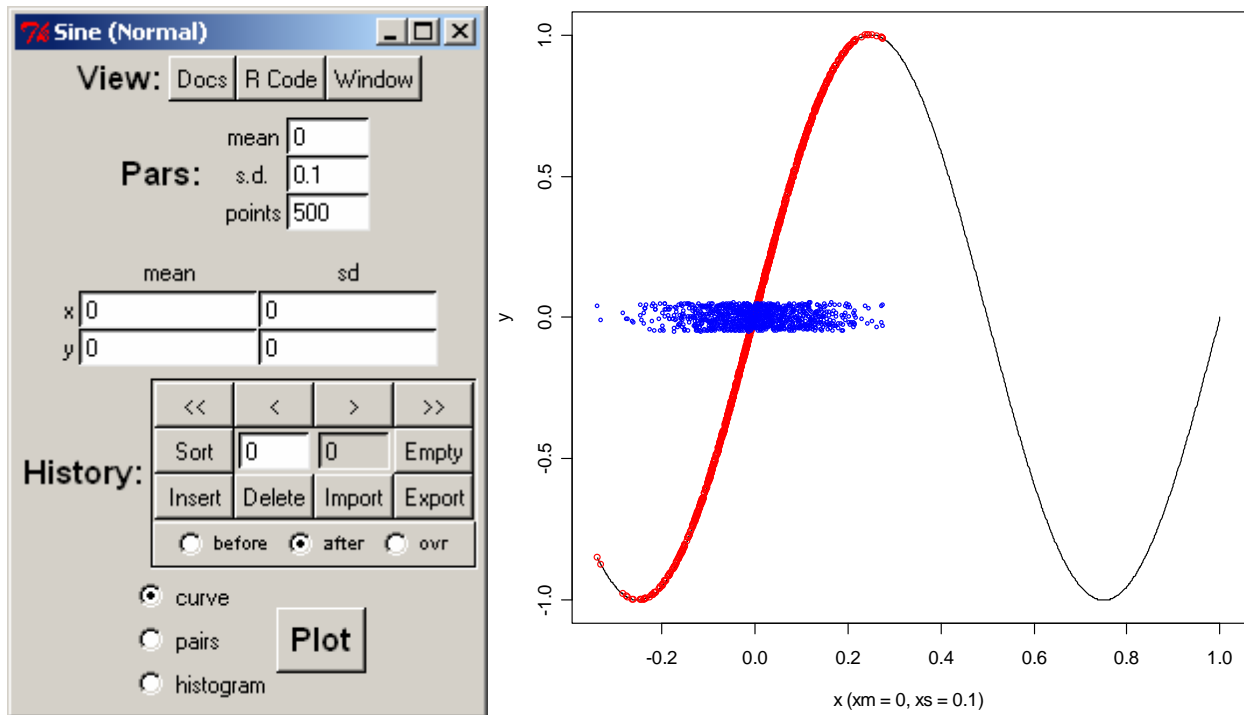 Sine (Normal)
View: Docs R Code Window
Pars:
mean 0
s.d. 0.1
points 500
mean sd
x 0 0
y 0 0
History:
<< < > >>
Sort 0 0 Empty
Insert Delete Import Export
before after ovr
curve
pairs
histogram
Plot
y
1.0
0.5
0.0
-0.5
-1.0
-0.2 0.0 0.2 0.4 0.6 0.8 1.0
x (xm = 0, xs = 0.1)